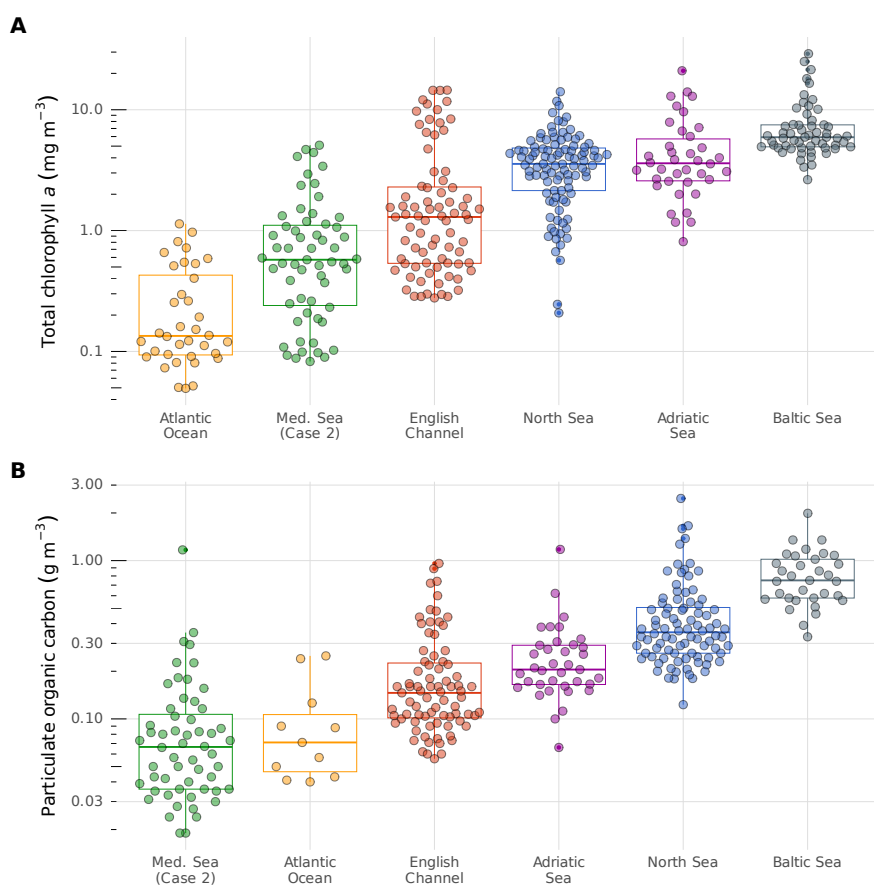 A
Total chlorophyll a (mg m⁻³)
10.0
1.0
0.1
Atlantic
Ocean
Med. Sea
(Case 2)
English
Channel
North Sea
Adriatic
Sea
Baltic Sea
B
Particulate organic carbon (g m⁻³)
3.00
1.00
0.30
0.10
0.03
Med. Sea
(Case 2)
Atlantic
Ocean
English
Channel
Adriatic
Sea
North Sea
Baltic Sea